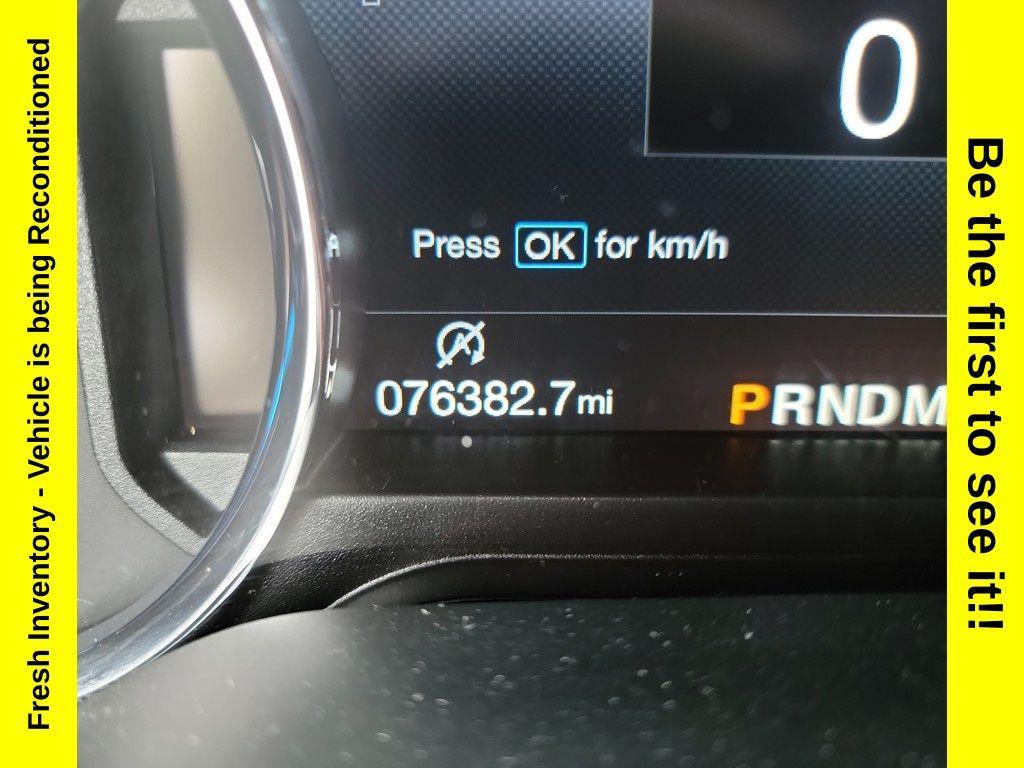 Fresh Inventory - Vehicle is being Reconditioned
0
Press OK for km/h
A
076382.7mi
PRNDM
Be the first to see it!!